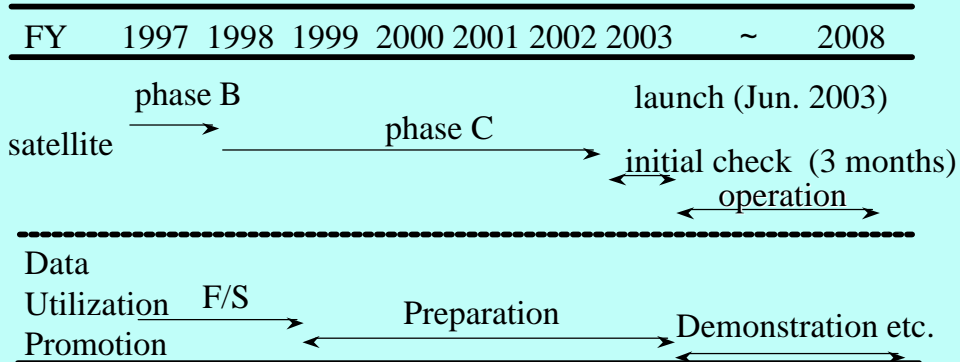 FY 1997 1998 1999 2000 2001 2002 2003 ~ 2008
phase B
launch (Jun. 2003)
satellite
phase C
initial check (3 months)
operation
Data
Utilization F/S
Preparation
Promotion
Demonstration etc.